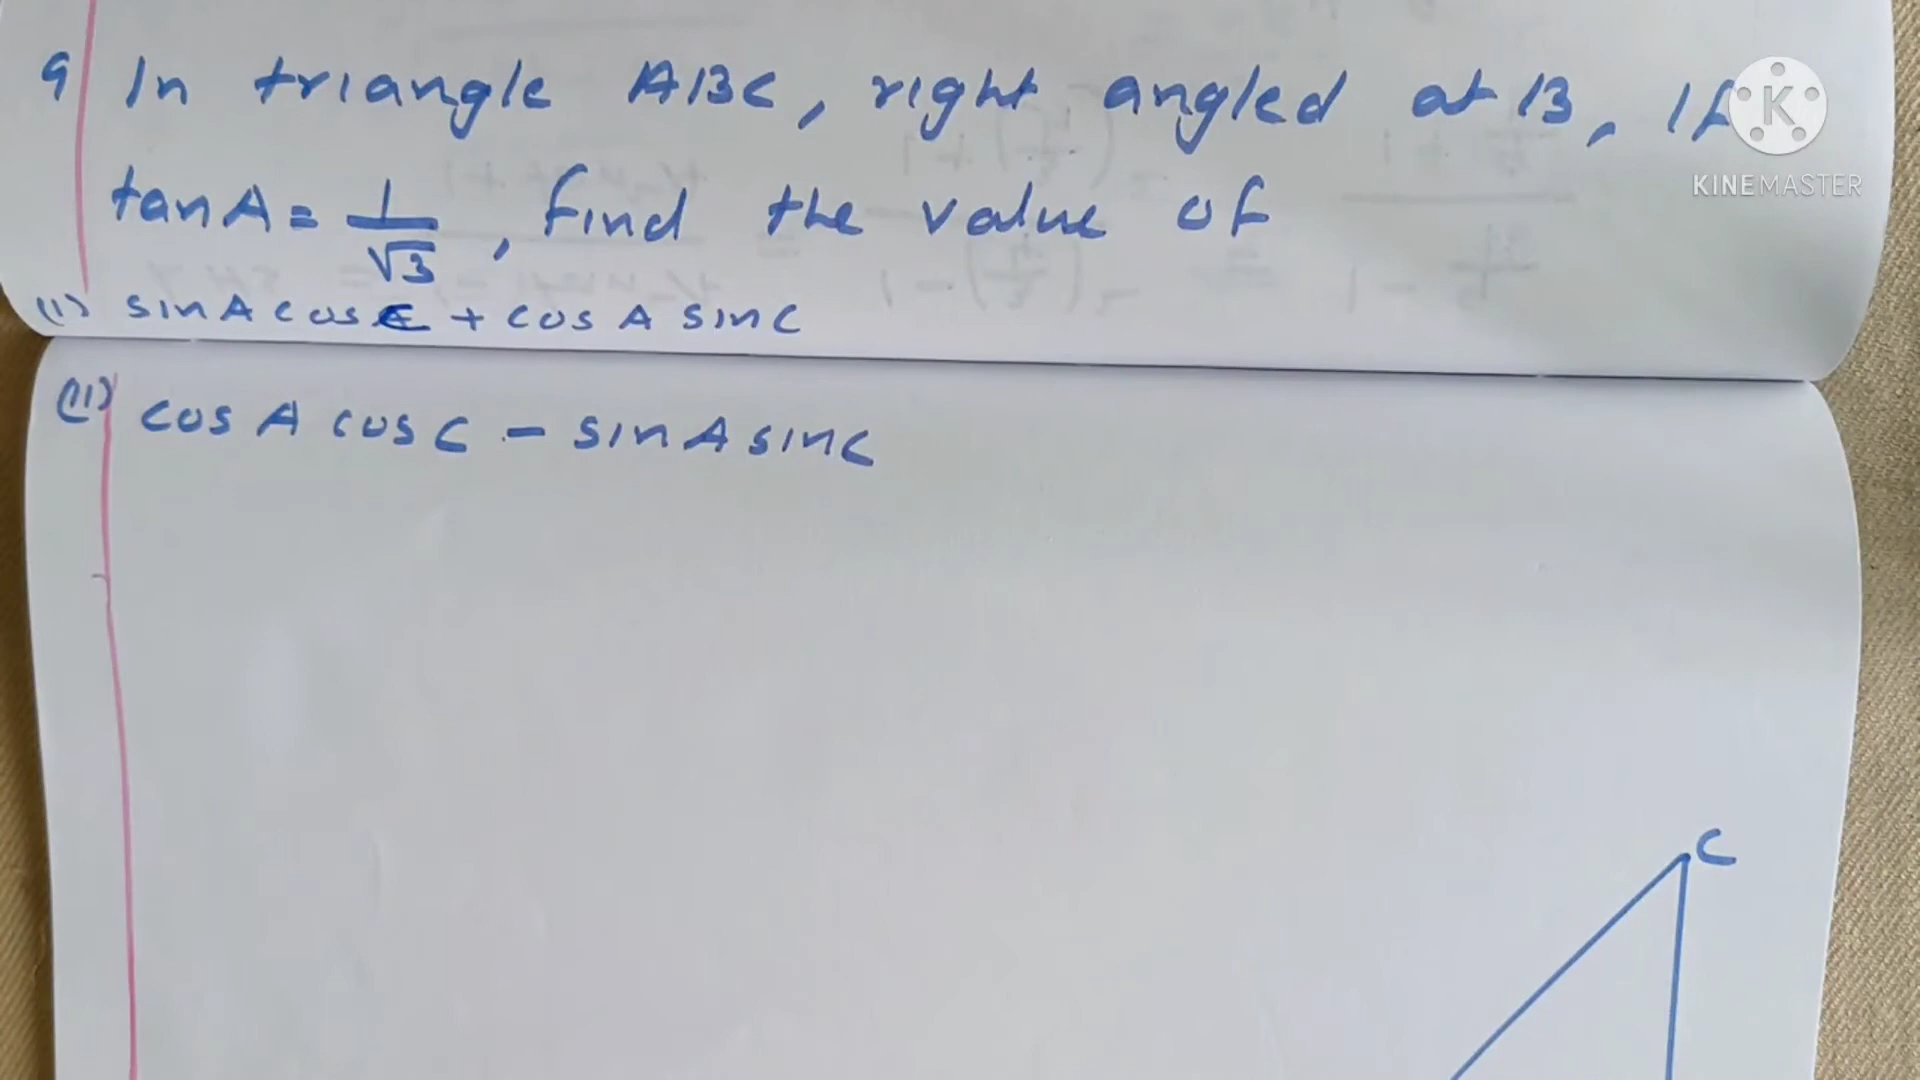 9 In triangle ABC, right angled at B, If
tan A = 1/√3, find the value of
(i) sin A cos C + cos A sin C
(ii) cos A cos C - sin A sin C
C
KINEMASTER